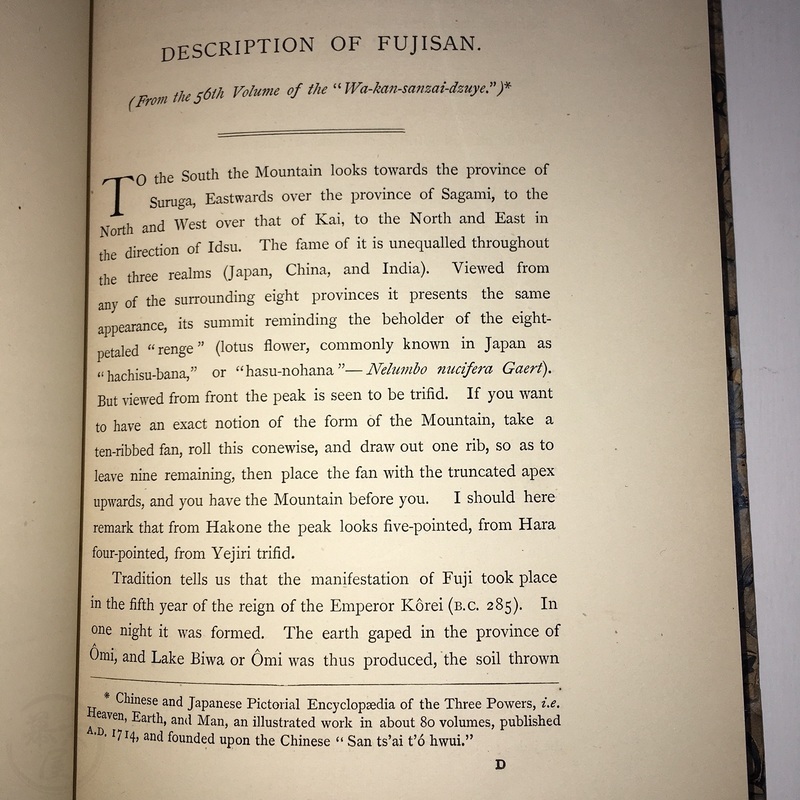 DESCRIPTION OF FUJISAN.
(From the 56th Volume of the “Wa-kan-sanzai-dzuye.”)*
TO the South the Mountain looks towards the province of
Suruga, Eastwards over the province of Sagami, to the
North and West over that of Kai, to the North and East in
the direction of Idsu. The fame of it is unequalled throughout
the three realms (Japan, China, and India). Viewed from
any of the surrounding eight provinces it presents the same
appearance, its summit reminding the beholder of the eight-
petaled “renge” (lotus flower, commonly known in Japan as
“hachisu-bana,” or “hasu-nohana”—Nelumbo nucifera Gaert).
But viewed from front the peak is seen to be trifid. If you want
to have an exact notion of the form of the Mountain, take a
ten-ribbed fan, roll this conewise, and draw out one rib, so as to
leave nine remaining, then place the fan with the truncated apex
upwards, and you have the Mountain before you. I should here
remark that from Hakone the peak looks five-pointed, from Hara
four-pointed, from Yejiri trifid.
Tradition tells us that the manifestation of Fuji took place
in the fifth year of the reign of the Emperor Kôrei (B.C. 285). In
one night it was formed. The earth gaped in the province of
Ômi, and Lake Biwa or Ômi was thus produced, the soil thrown
* Chinese and Japanese Pictorial Encyclopædia of the Three Powers, i.e.
Heaven, Earth, and Man, an illustrated work in about 80 volumes, published
A.D. 1714, and founded upon the Chinese “San ts’ai t’ó hwui.”
D